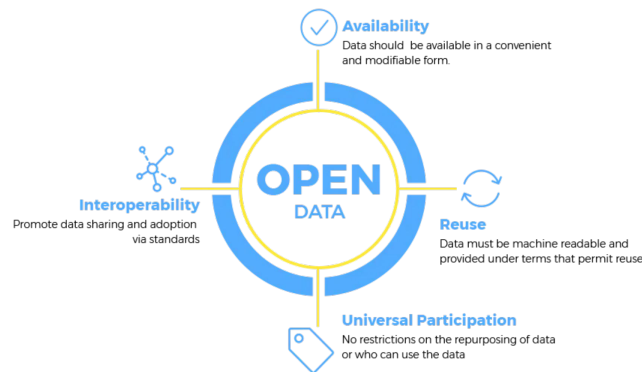 Availability
Data should be available in a convenient
and modifiable form.
OPEN
DATA
Interoperability
Promote data sharing and adoption
via standards
Reuse
Data must be machine readable and
provided under terms that permit reuse
Universal Participation
No restrictions on the repurposing of data
or who can use the data